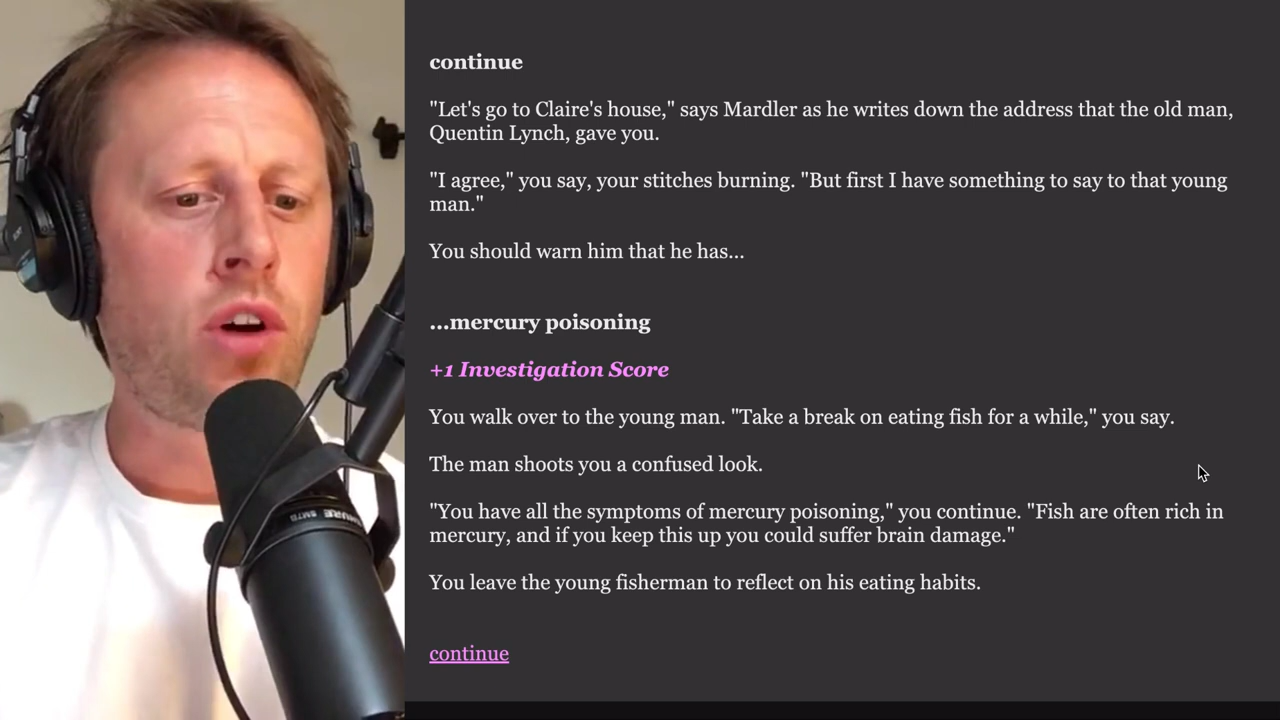 continue
"Let's go to Claire's house," says Mardler as he writes down the address that the old man,
Quentin Lynch, gave you.
"I agree," you say, your stitches burning. "But first I have something to say to that young
man."
You should warn him that he has...
...mercury poisoning
+1 Investigation Score
You walk over to the young man. "Take a break on eating fish for a while," you say.
The man shoots you a confused look.
"You have all the symptoms of mercury poisoning," you continue. "Fish are often rich in
mercury, and if you keep this up you could suffer brain damage."
You leave the young fisherman to reflect on his eating habits.
continue
SHURE SM7B